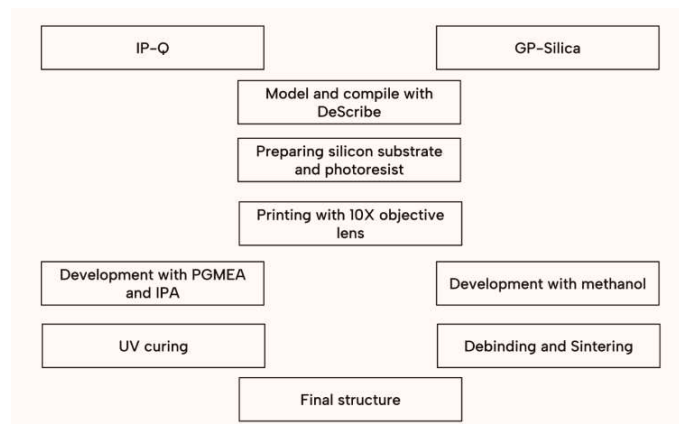 IP-Q
GP-Silica
Model and compile with
DeScribe
Preparing silicon substrate
and photoresist
Printing with 10X objective
lens
Development with PGMEA
and IPA
Development with methanol
UV curing
Debinding and Sintering
Final structure